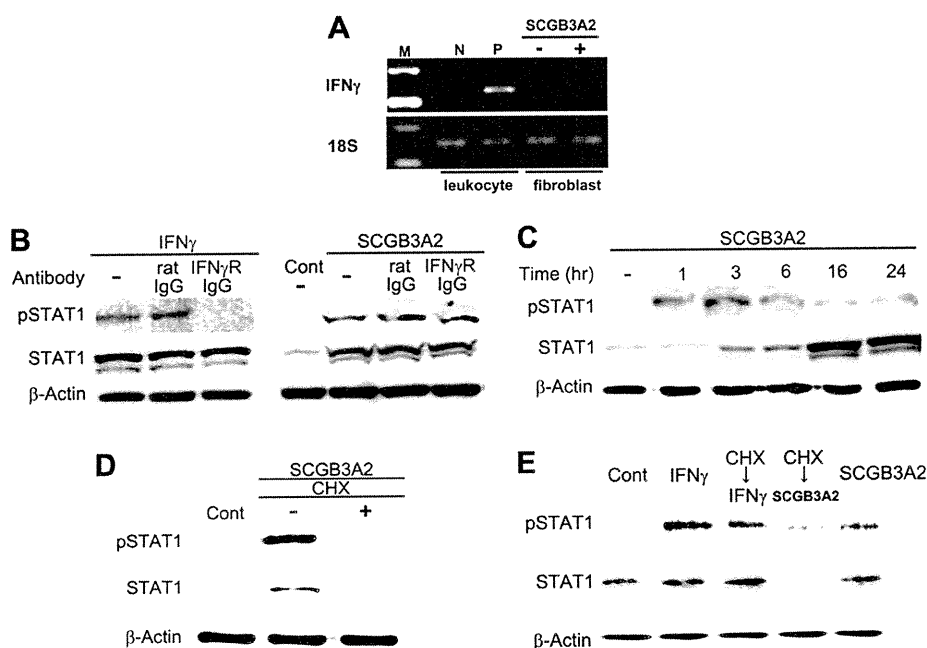 A
SCGB3A2
M N P - +
IFNγ
18S
leukocyte fibroblast
B
IFNγ
Antibody - rat IgG IFNγR IgG
pSTAT1
STAT1
β-Actin
SCGB3A2
Cont - - rat IgG IFNγR IgG
C
SCGB3A2
Time (hr) - 1 3 6 16 24
pSTAT1
STAT1
β-Actin
D
SCGB3A2
CHX
Cont - +
pSTAT1
STAT1
β-Actin
E
Cont IFNγ CHX ↓ IFNγ CHX ↓ SCGB3A2 SCGB3A2
pSTAT1
STAT1
β-Actin